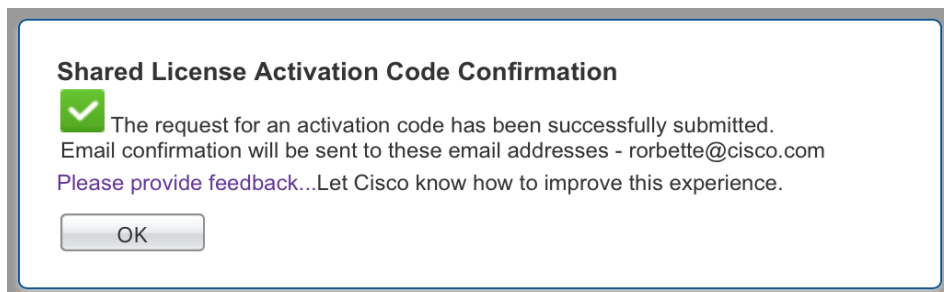 Shared License Activation Code Confirmation
The request for an activation code has been successfully submitted.
Email confirmation will be sent to these email addresses - rorbette@cisco.com
Please provide feedback...Let Cisco know how to improve this experience.
OK